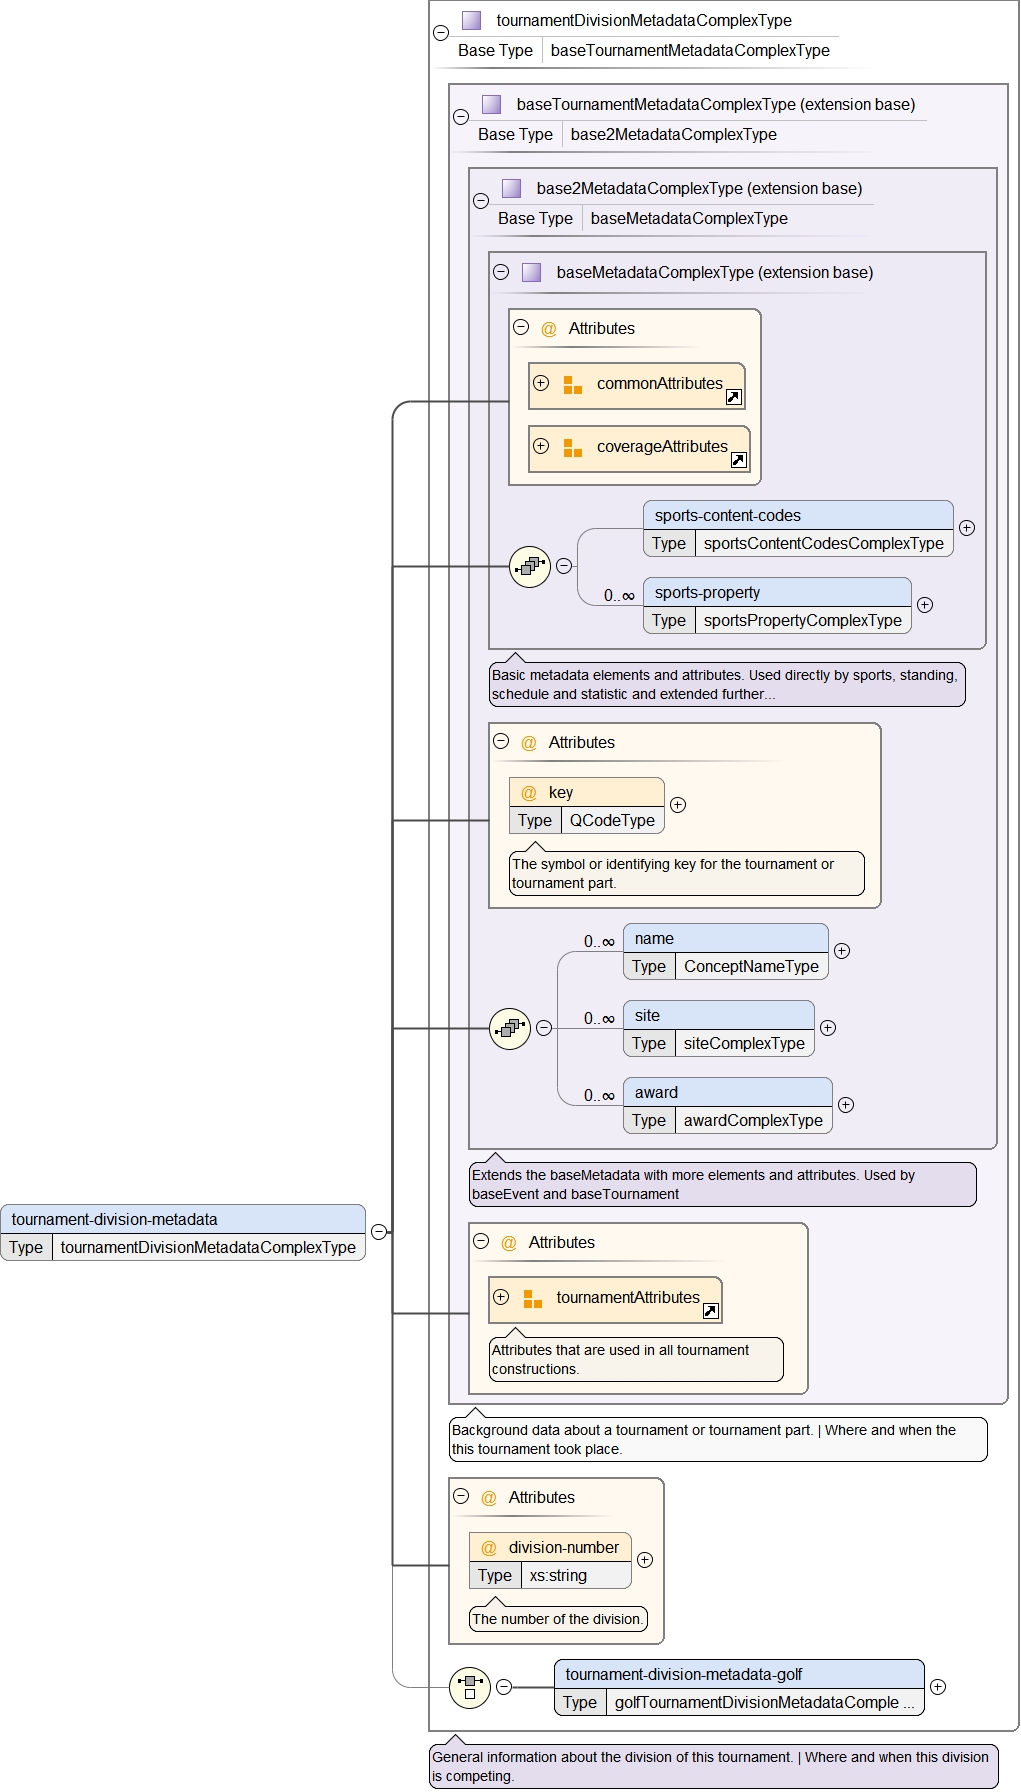 tournamentDivisionMetadataComplexType
Base Type baseTournamentMetadataComplexType
baseTournamentMetadataComplexType (extension base)
Base Type base2MetadataComplexType
base2MetadataComplexType (extension base)
Base Type baseMetadataComplexType
baseMetadataComplexType (extension base)
@ Attributes
commonAttributes
coverageAttributes
sports-content-codes
Type sportsContentCodesComplexType
0..∞ sports-property
Type sportsPropertyComplexType
Basic metadata elements and attributes. Used directly by sports, standing,
schedule and statistic and extended further...
@ Attributes
@ key
Type QCodeType
The symbol or identifying key for the tournament or
tournament part.
0..∞ name
Type ConceptNameType
0..∞ site
Type siteComplexType
0..∞ award
Type awardComplexType
Extends the baseMetadata with more elements and attributes. Used by
baseEvent and baseTournament
tournament-division-metadata
Type tournamentDivisionMetadataComplexType
@ Attributes
tournamentAttributes
Attributes that are used in all tournament
constructions.
Background data about a tournament or tournament part. | Where and when the
this tournament took place.
@ Attributes
@ division-number
Type xs:string
The number of the division.
tournament-division-metadata-golf
Type golfTournamentDivisionMetadataComple ...
General information about the division of this tournament. | Where and when this division
is competing.